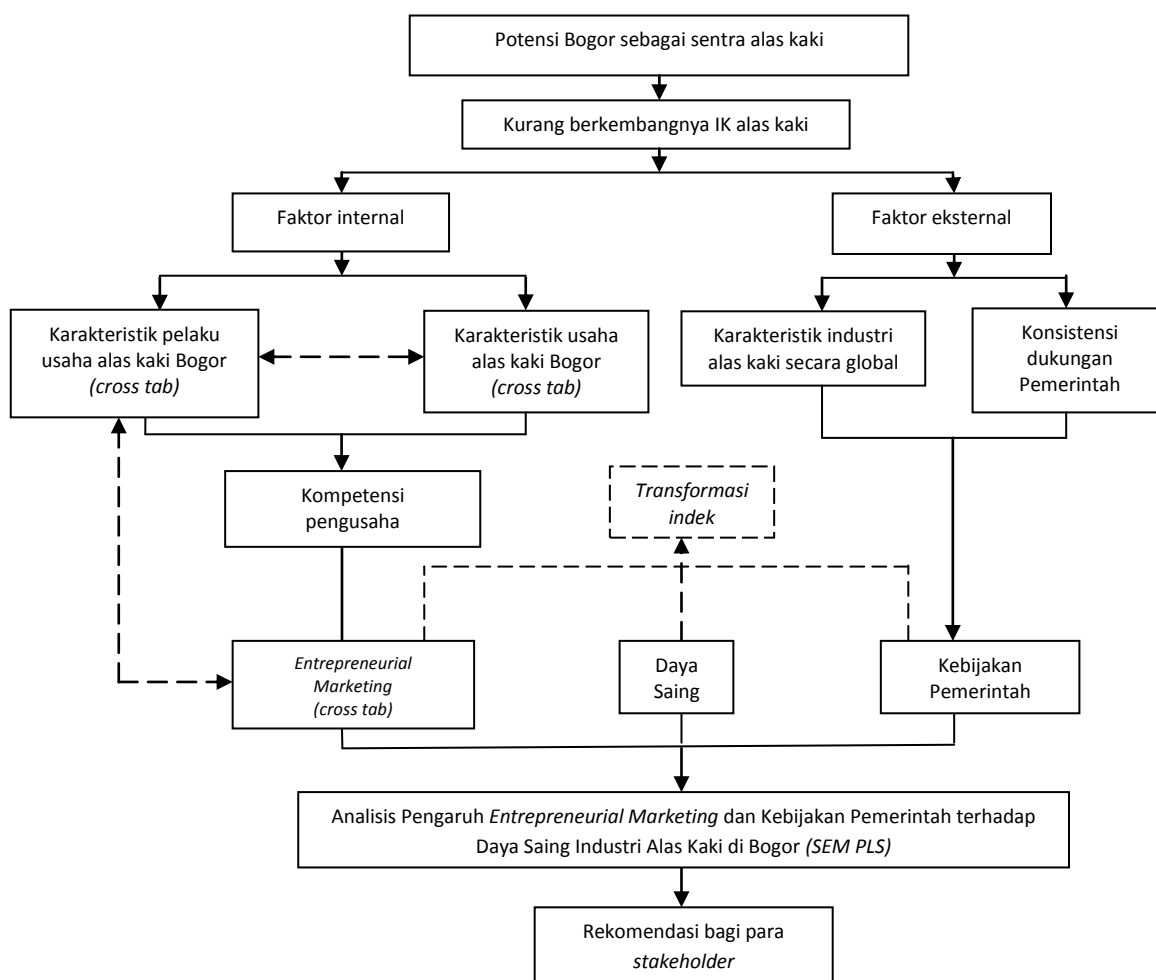 Potensi Bogor sebagai sentra alas kaki
Kurang berkembangnya IK alas kaki
Faktor internal
Faktor eksternal
Karakteristik pelaku
usaha alas kaki Bogor
(cross tab)
Karakteristik usaha
alas kaki Bogor
(cross tab)
Karakteristik industri
alas kaki secara global
Konsistensi
dukungan
Pemerintah
Kompetensi
pengusaha
Transformasi
indek
Entrepreneurial
Marketing
(cross tab)
Daya
Saing
Kebijakan
Pemerintah
Analisis Pengaruh Entrepreneurial Marketing dan Kebijakan Pemerintah terhadap
Daya Saing Industri Alas Kaki di Bogor (SEM PLS)
Rekomendasi bagi para
stakeholder